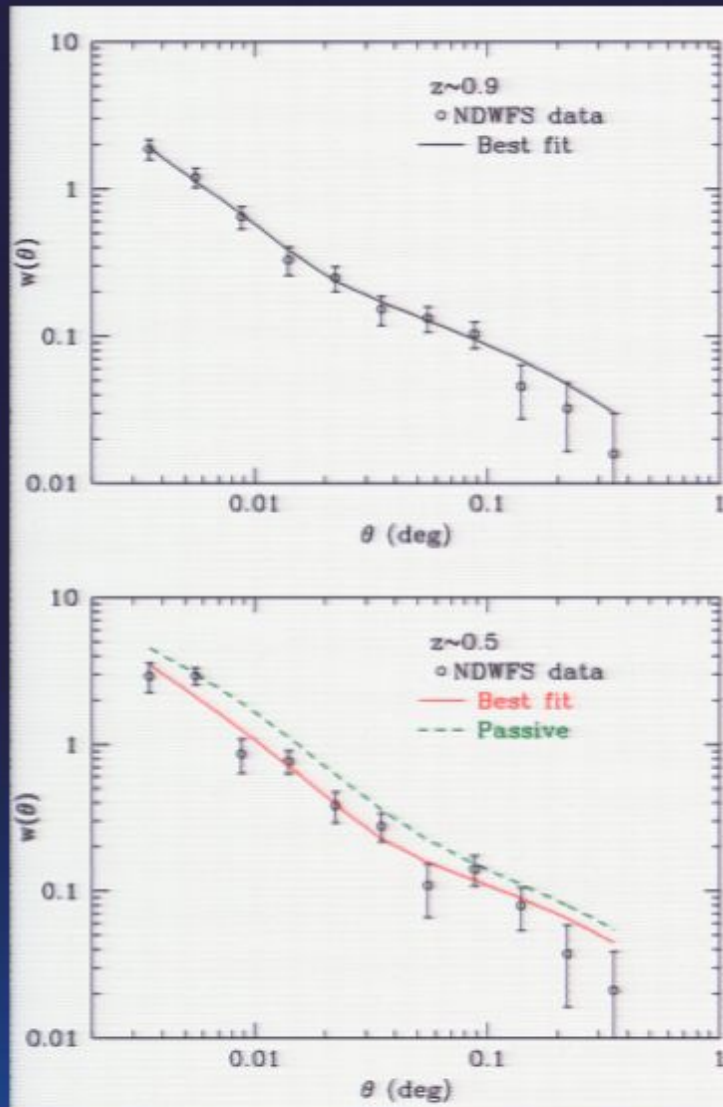 10
1
0.1
0.01
w(θ)
z~0.9
NDWFS data
Best fit
0.01
0.1
1
θ (deg)
10
1
0.1
0.01
w(θ)
z~0.5
NDWFS data
Best fit
Passive
0.01
0.1
1
θ (deg)